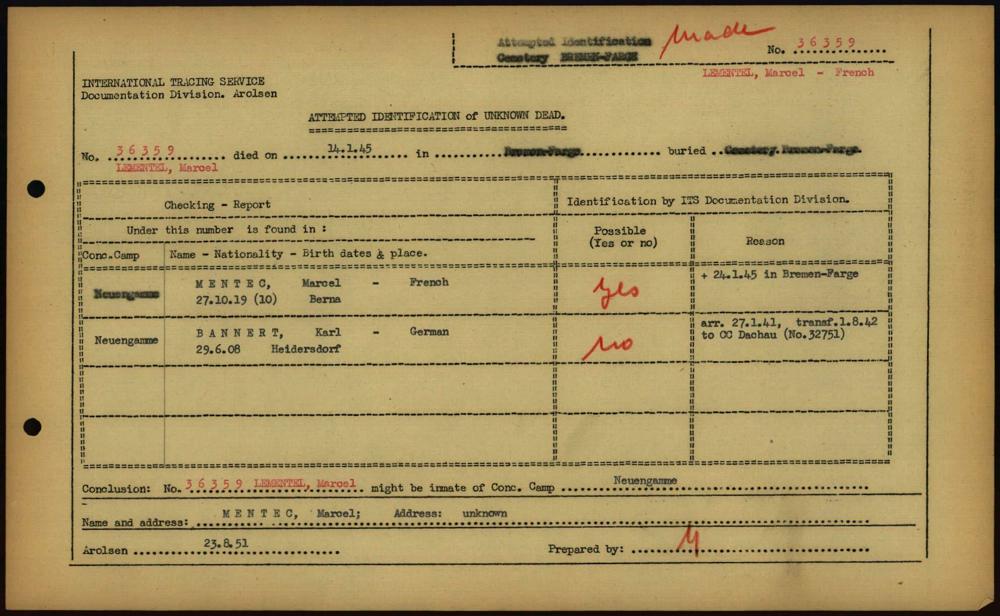 Attempted Identification made No. 36359
Cemetery BREMEN-FARGE
LEMENTEL, Marcel - French
INTERNATIONAL TRACING SERVICE
Documentation Division. Arolsen
ATTEMPTED IDENTIFICATION of UNKNOWN DEAD.
No. 36359 died on 14.1.45 in Bremen-Farge buried Cemetery Bremen-Farge.
LEMENTEL, Marcel
Checking - Report
Identification by ITS Documentation Division.
Under this number is found in :
Possible (Yes or no)
Reason
Conc.Camp
Name - Nationality - Birth dates & place.
Neuengamme MENTEC, Marcel - French yes + 24.1.45 in Bremen-Farge
27.10.19 (10) Berna
Neuengamme BANNERT, Karl - German no arr. 27.1.41, transf.1.8.42
29.6.08 Heidersdorf to CC Dachau (No.32751)
Conclusion: No. 36359 LEMENTEL, Marcel might be inmate of Conc. Camp Neuengamme
Name and address: MENTEC, Marcel; Address: unknown
Arolsen 23.8.51 Prepared by: